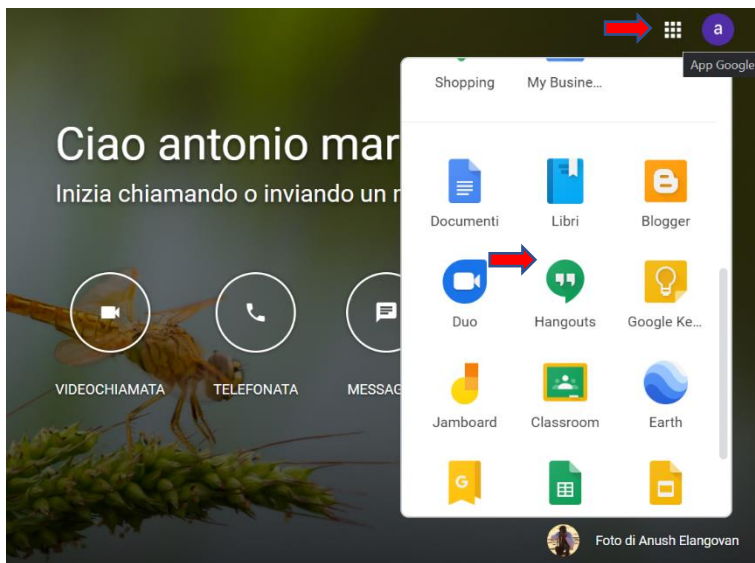 a
App Google
Shopping My Busine...
Ciao antonio mar
Inizia chiamando o inviando un
Documenti Libri Blogger
Duo Hangouts Google Ke...
VIDEOCHIAMATA TELEFONATA MESSAG
Jamboard Classroom Earth
G
Foto di Anush Elangovan